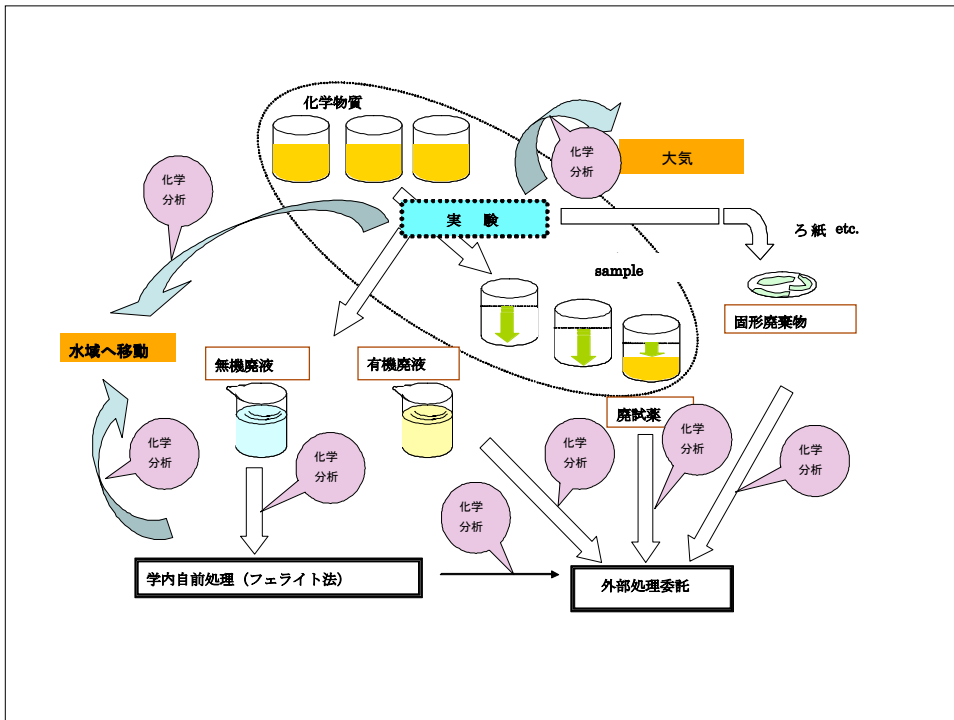 化学物質
化学
分析
大気
化学
分析
実 験
ろ紙 etc.
sample
固形廃棄物
水域へ移動
無機廃液
有機廃液
廃試薬
化学
分析
化学
分析
化学
分析
化学
分析
化学
分析
化学
分析
学内自前処理（フェライト法）
外部処理委託